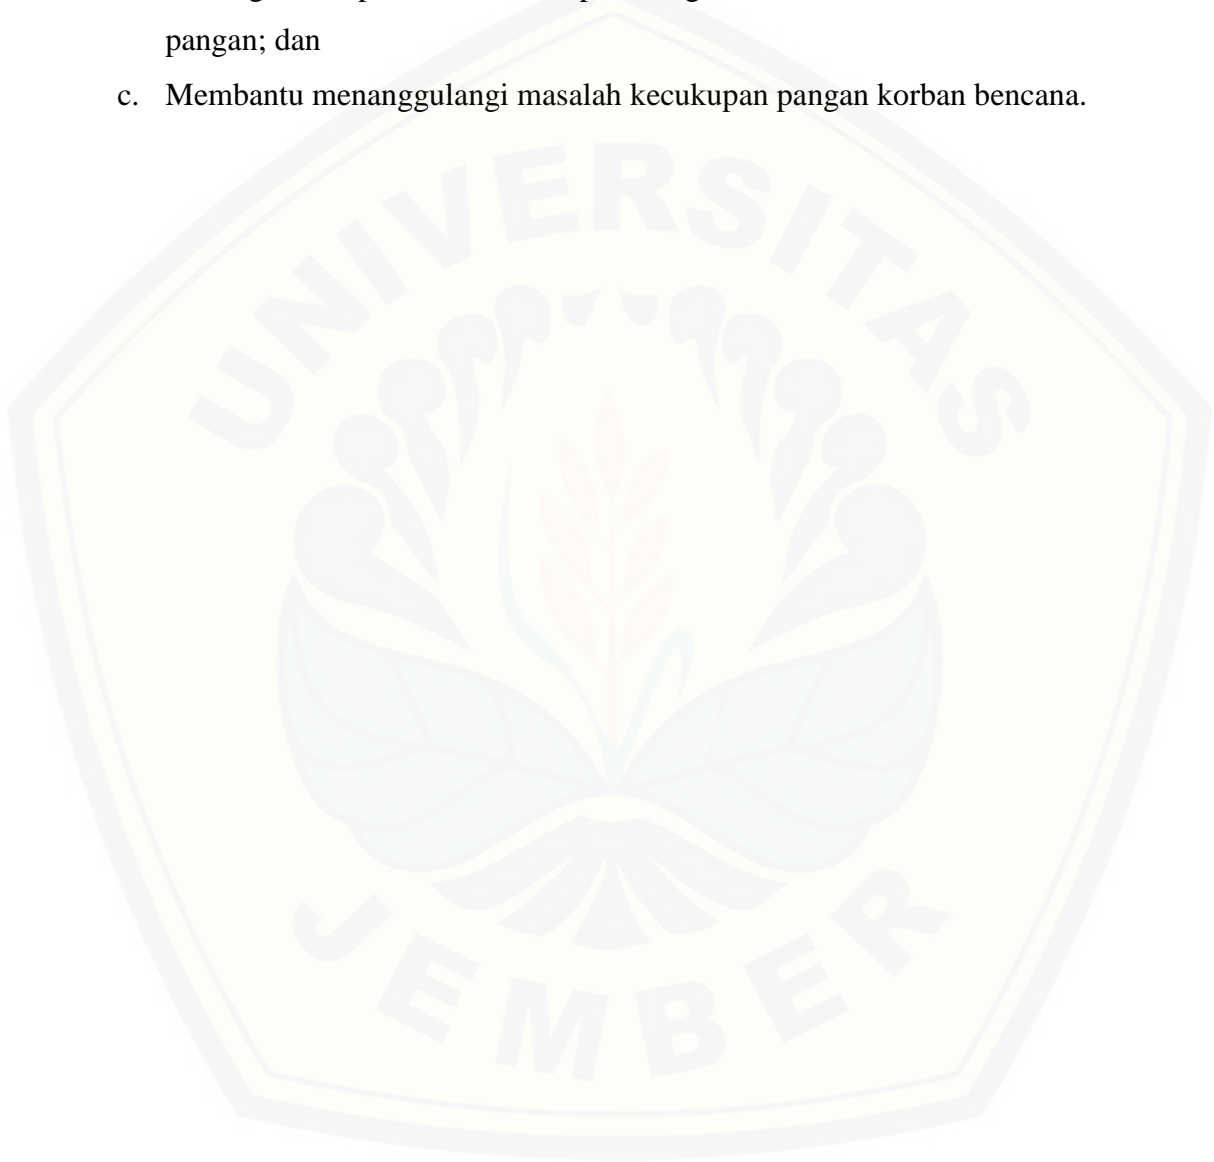 pangan; dan
c. Membantu menanggulangi masalah kecukupan pangan korban bencana.
UNIVERSITAS
JEMBER